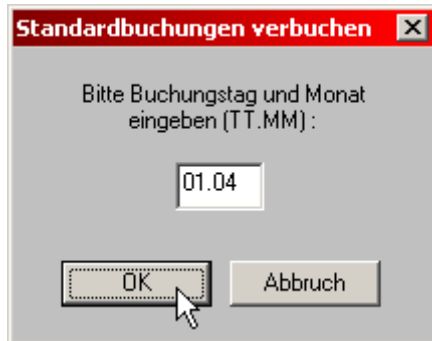 Standardbuchungen verbuchen
Bitte Buchungstag und Monat
eingeben (TT.MM) :
01.04
OK Abbruch